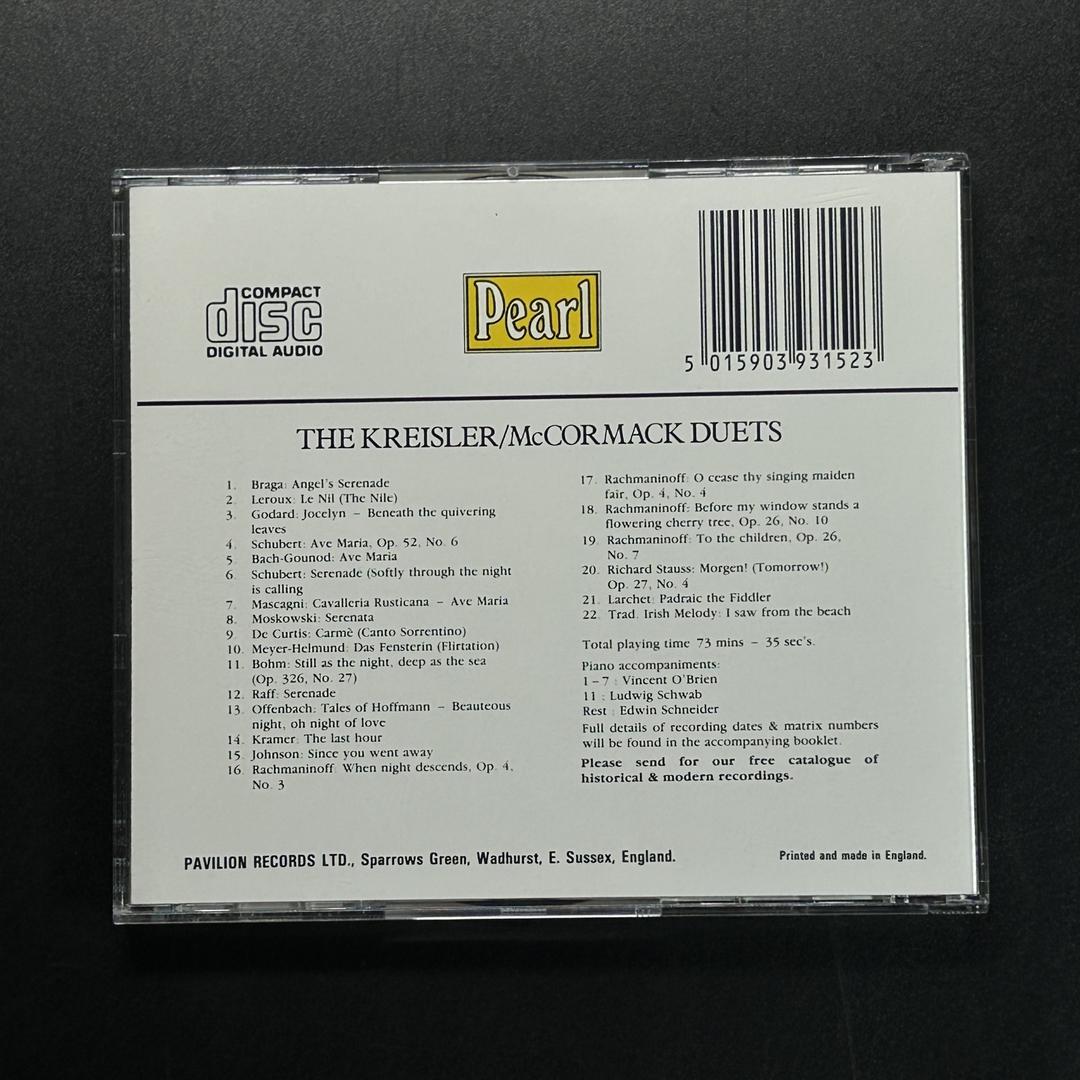 COMPACT
disc
DIGITAL AUDIO
Pearl
5 015903 931523
THE KREISLER/McCORMACK DUETS
1. Braga: Angel's Serenade
2. Leroux: Le Nil (The Nile)
3. Godard: Jocelyn – Beneath the quivering
leaves
4. Schubert: Ave Maria, Op. 52, No. 6
5. Bach-Gounod: Ave Maria
6. Schubert: Serenade (Softly through the night
is calling
7. Mascagni: Cavalleria Rusticana – Ave Maria
8. Moskowski: Serenata
9. De Curtis: Carmè (Canto Sorrentino)
10. Meyer-Helmund: Das Fensterin (Flirtation)
11. Bohm: Still as the night, deep as the sea
(Op. 326, No. 27)
12. Raff: Serenade
13. Offenbach: Tales of Hoffmann – Beauteous
night, oh night of love
14. Kramer: The last hour
15. Johnson: Since you went away
16. Rachmaninoff: When night descends, Op. 4,
No. 3
17. Rachmaninoff: O cease thy singing maiden
fair, Op. 4, No. 4
18. Rachmaninoff: Before my window stands a
flowering cherry tree, Op. 26, No. 10
19. Rachmaninoff: To the children, Op. 26,
No. 7
20. Richard Stauss: Morgen! (Tomorrow!)
Op. 27, No. 4
21. Larchet: Padraic the Fiddler
22. Trad. Irish Melody: I saw from the beach
Total playing time 73 mins – 35 sec's.
Piano accompaniments:
1–7 : Vincent O'Brien
11 : Ludwig Schwab
Rest : Edwin Schneider
Full details of recording dates & matrix numbers
will be found in the accompanying booklet.
Please send for our free catalogue of
historical & modern recordings.
PAVILION RECORDS LTD., Sparrows Green, Wadhurst, E. Sussex, England.
Printed and made in England.